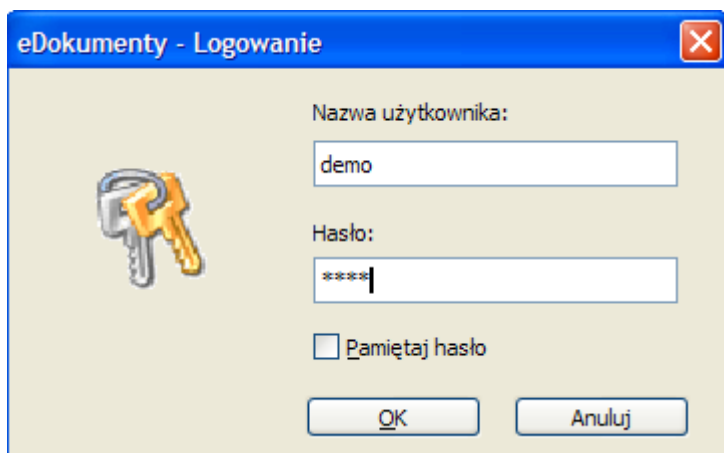 eDokumenty - Logowanie
Nazwa użytkownika:
demo
Hasło:
****
Pamiętaj hasło
OK
Anuluj